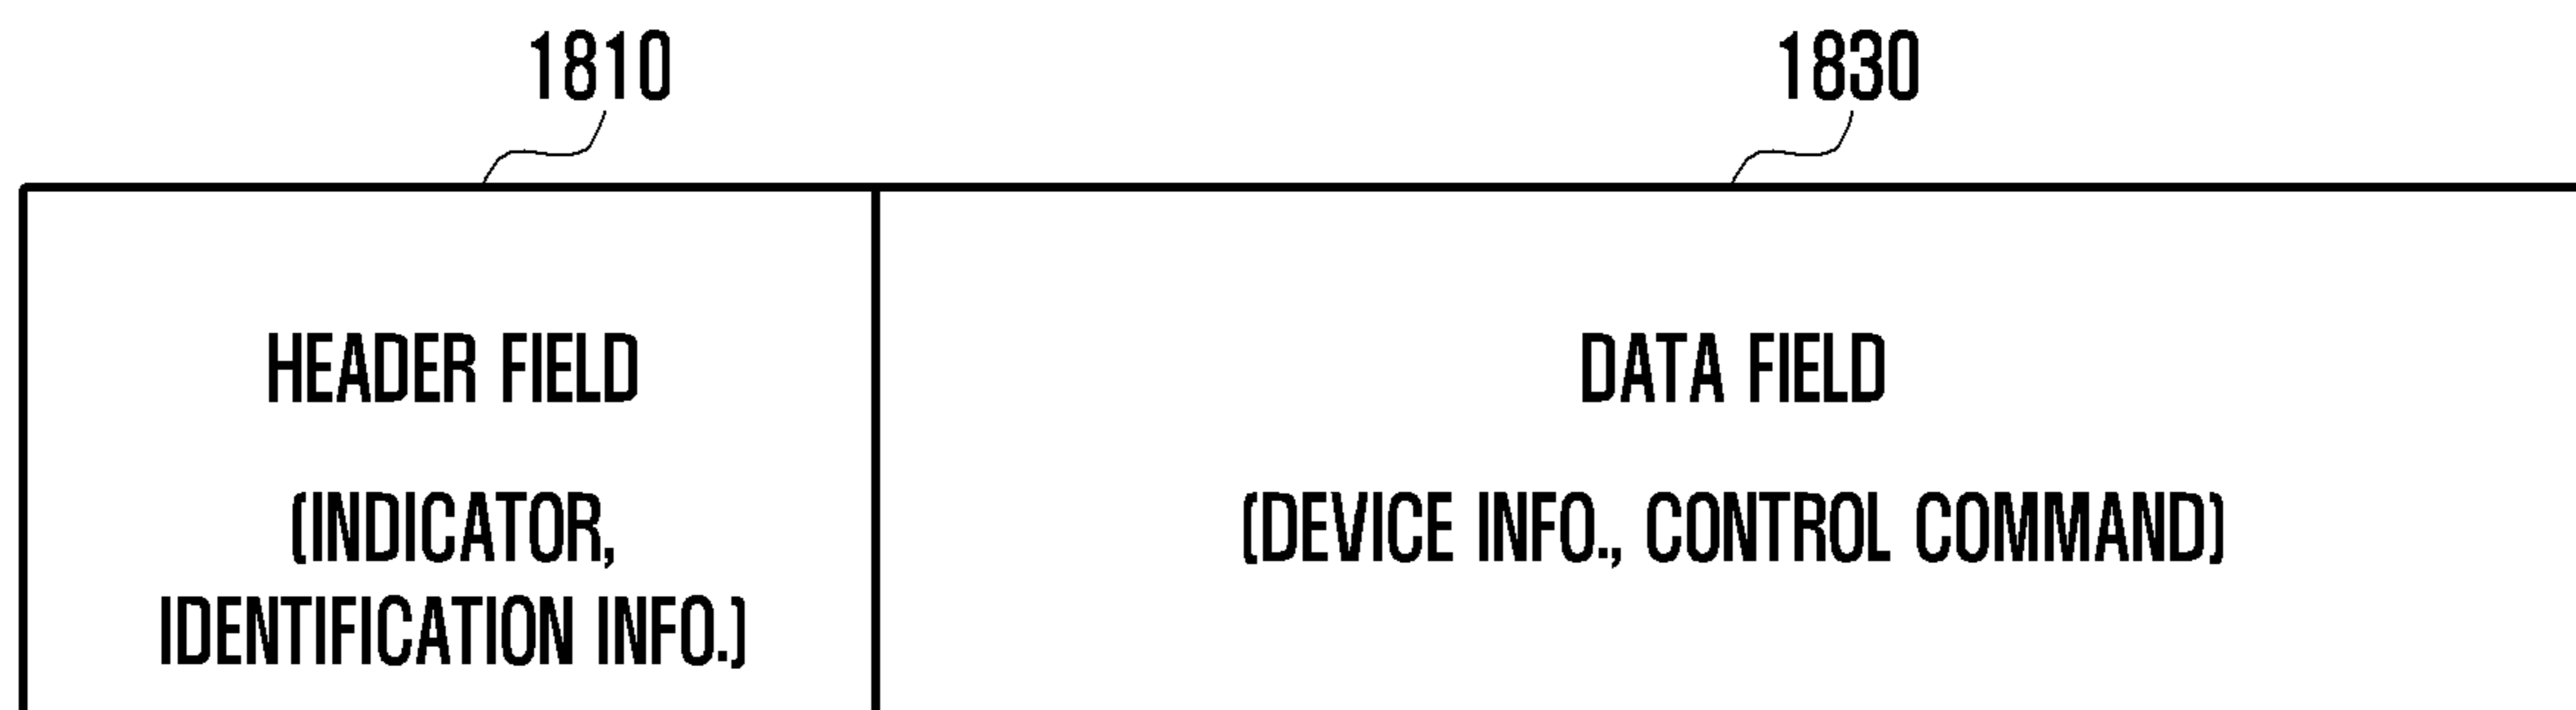 1810
1830
HEADER FIELD
(INDICATOR,
IDENTIFICATION INFO.)
DATA FIELD
(DEVICE INFO., CONTROL COMMAND)